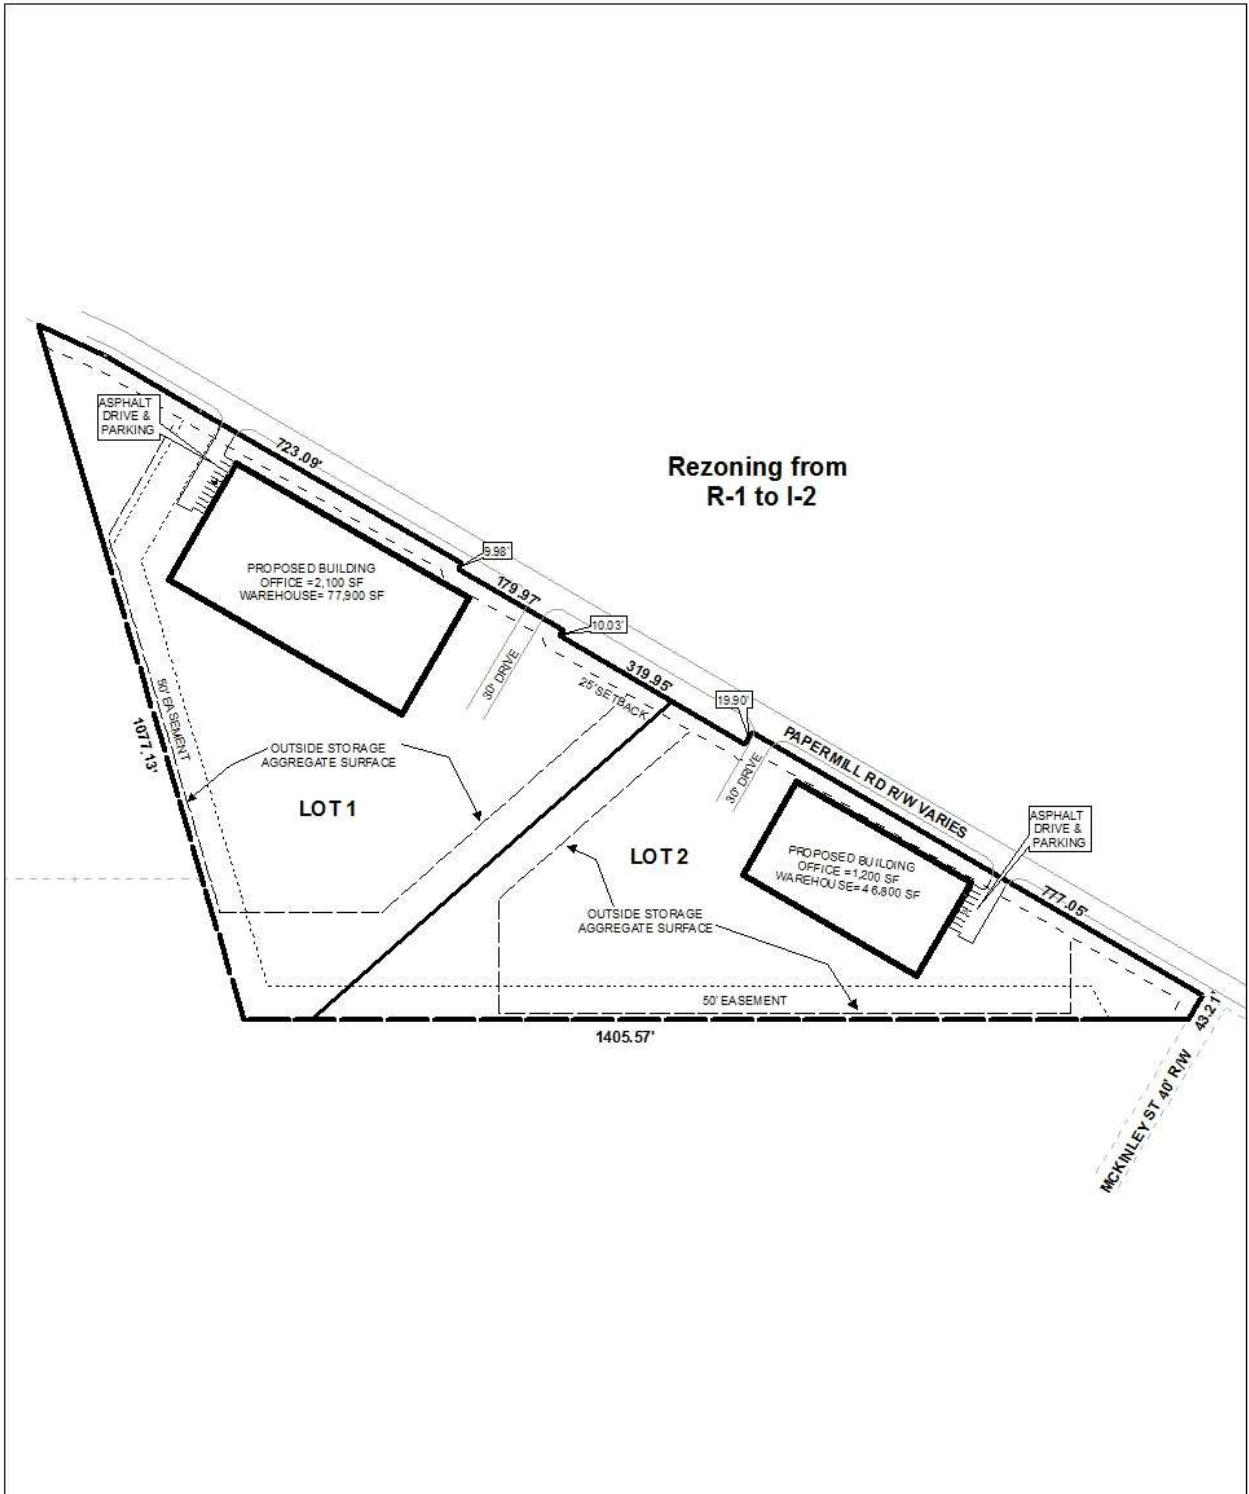 ASPHALT
DRIVE &
PARKING
723.09'
Rezoning from
R-1 to I-2
9.98'
PROPOSED BUILDING
OFFICE =2,100 SF
WAREHOUSE= 77,900 SF
179.97'
10.03'
30' DRIVE
319.95'
25' SETBACK
19.90'
50' EASEMENT
1077.13'
OUTSIDE STORAGE
AGGREGATE SURFACE
LOT 1
30' DRIVE
PAPERMILL RD R/W VARIES
ASPHALT
DRIVE &
PARKING
LOT 2
PROPOSED BUILDING
OFFICE =1,200 SF
WAREHOUSE= 46,800 SF
777.05'
OUTSIDE STORAGE
AGGREGATE SURFACE
50' EASEMENT
43.21'
1405.57'
MCKINLEY ST 40' R/W